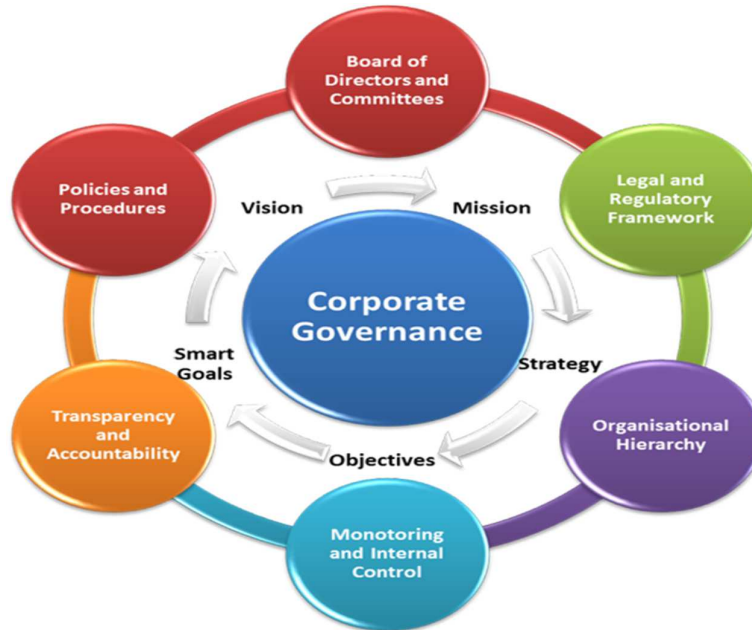 Board of
Directors and
Committees
Policies and
Procedures
Legal and
Regulatory
Framework
Vision
Mission
Corporate
Governance
Smart
Goals
Strategy
Transparency
and
Accountability
Organisational
Hierarchy
Objectives
Monotoring
and Internal
Control